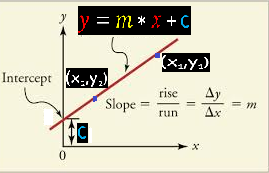 y
y = m * x + c
(x₂,y₂)
Intercept
(x₁,y₁)
Slope = rise/run = Δy/Δx = m
c
0
x